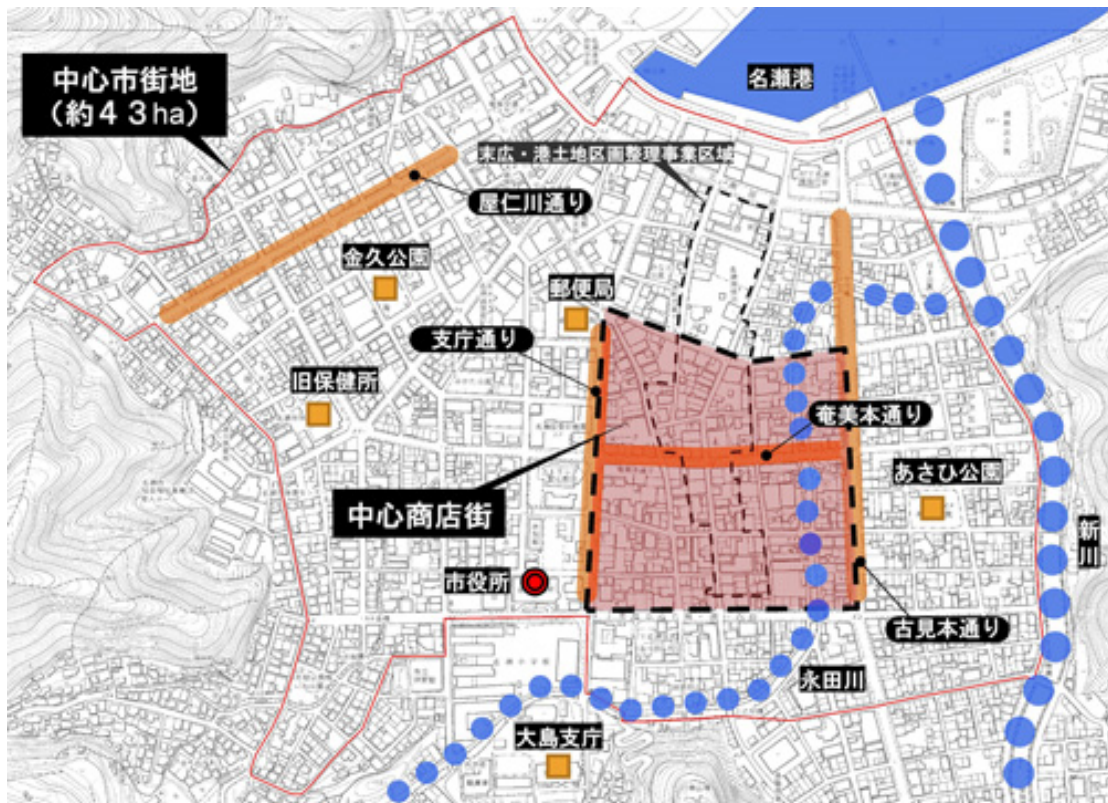 中心市街地
(約43ha)
名瀬港
末広・港土地区画整理事業区域
屋仁川通り
金久公園
郵便局
支庁通り
旧保健所
奄美本通り
あさひ公園
中心商店街
新川
市役所
古見本通り
永田川
大島支庁